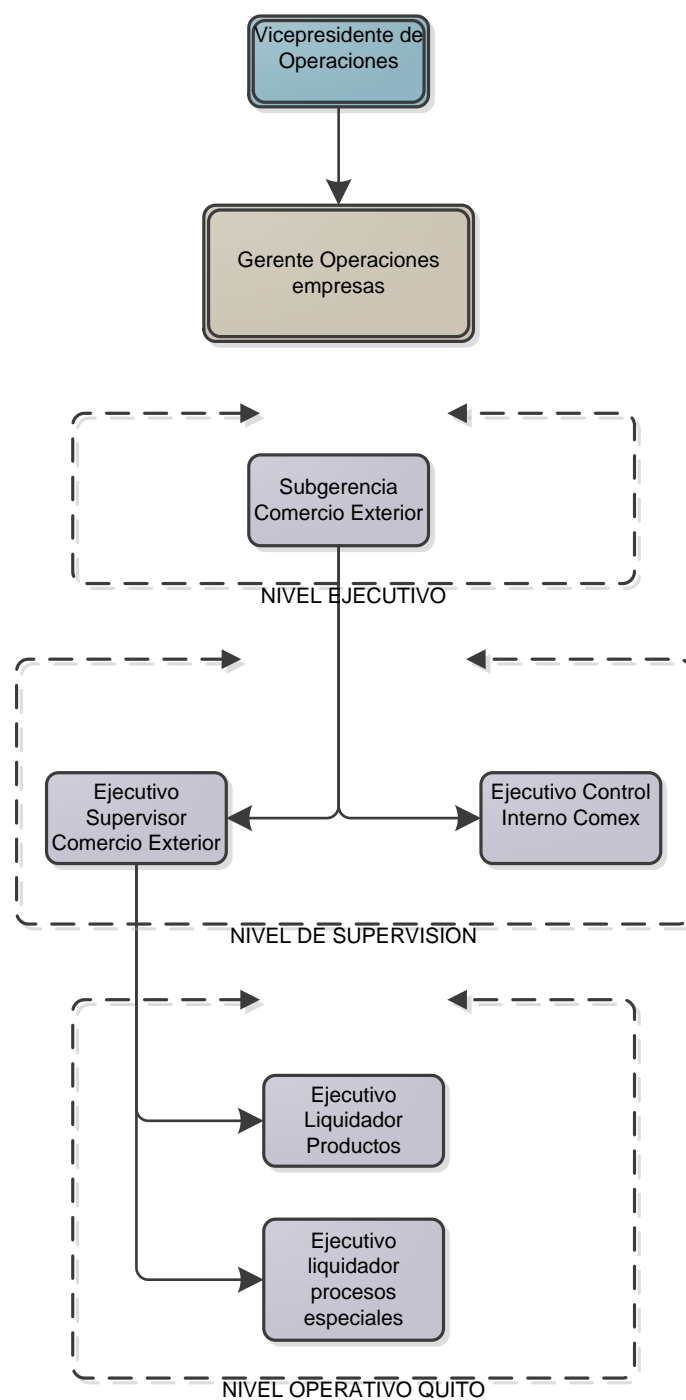 Vicepresidente de
Operaciones
Gerente Operaciones
empresas
Subgerencia
Comercio Exterior
NIVEL EJECUTIVO
Ejecutivo
Supervisor
Comercio Exterior
Ejecutivo Control
Interno Comex
NIVEL DE SUPERVISION
Ejecutivo
Liquidador
Productos
Ejecutivo
liquidador
procesos
especiales
NIVEL OPERATIVO QUITO